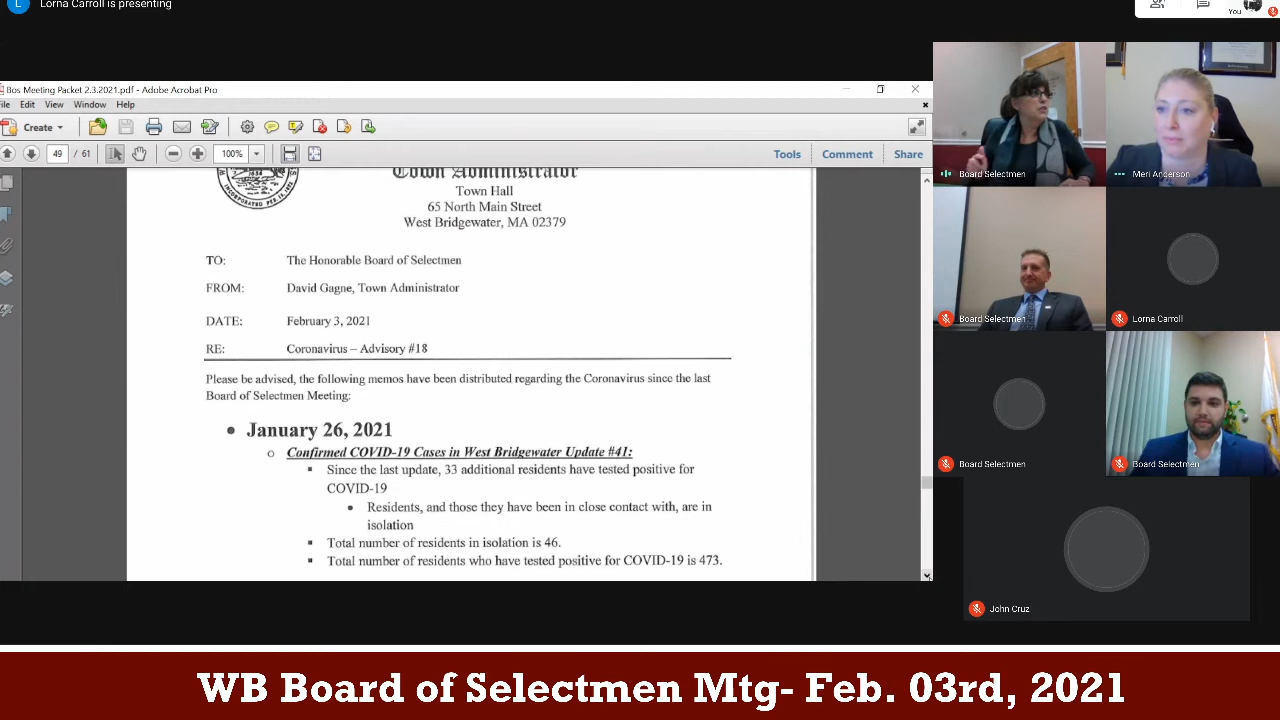 L Lorna Carroll is presenting
You
Bos Meeting Packet 2.3.2021.pdf - Adobe Acrobat Pro
File Edit View Window Help
Create
49 / 61 100% Tools Comment Share
INCORPORATED FEB. 11, 1822
Town Administrator
Town Hall
65 North Main Street
West Bridgewater, MA 02379
TO: The Honorable Board of Selectmen
FROM: David Gagne, Town Administrator
DATE: February 3, 2021
RE: Coronavirus – Advisory #18
Please be advised, the following memos have been distributed regarding the Coronavirus since the last
Board of Selectmen Meeting:
• January 26, 2021
o Confirmed COVID-19 Cases in West Bridgewater Update #41:
▪ Since the last update, 33 additional residents have tested positive for
COVID-19
• Residents, and those they have been in close contact with, are in
isolation
▪ Total number of residents in isolation is 46.
▪ Total number of residents who have tested positive for COVID-19 is 473.
Board Selectmen
Meri Anderson
Board Selectmen
Lorna Carroll
Board Selectmen
Board Selectmen
John Cruz
WB Board of Selectmen Mtg- Feb. 03rd, 2021